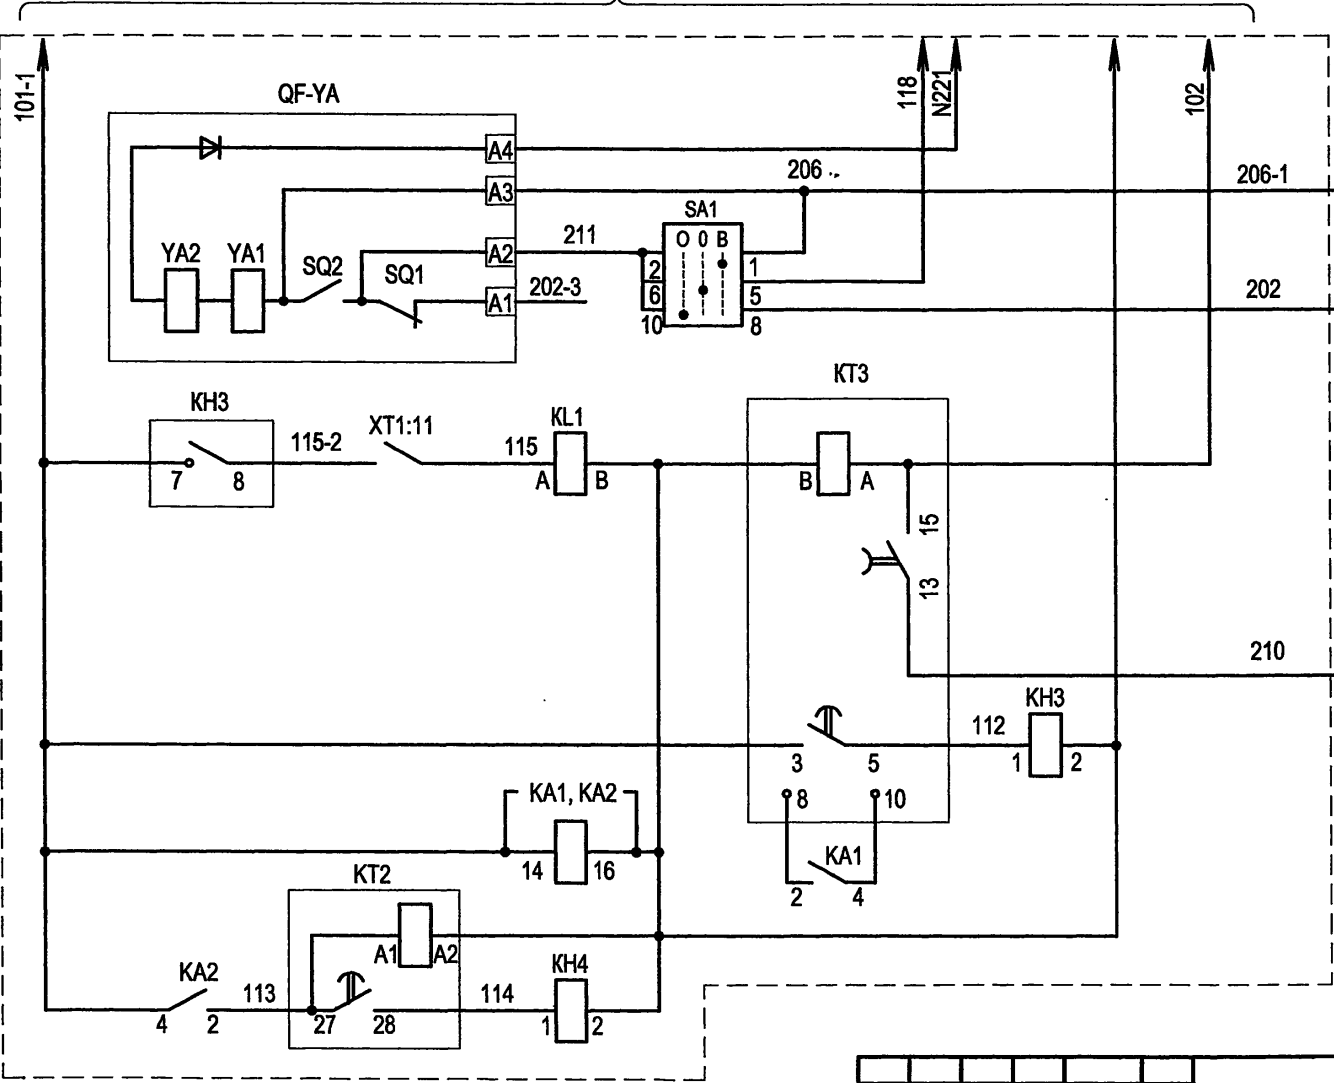 101-1
QF-YA
118
N221
102
A4
A3
206
206-1
SA1
YA2
YA1
SQ2
SQ1
A2
211
O 0 B
2
1
A1
202-3
6
5
202
10
8
KT3
KH3
115-2
XT1:11
115
KL1
7
8
A
B
B
A
15
13
210
KH3
112
3
5
1
2
8
10
KA1, KA2
14
16
KA1
2
4
KT2
A1
A2
KA2
113
114
KH4
4
2
27
28
1
2